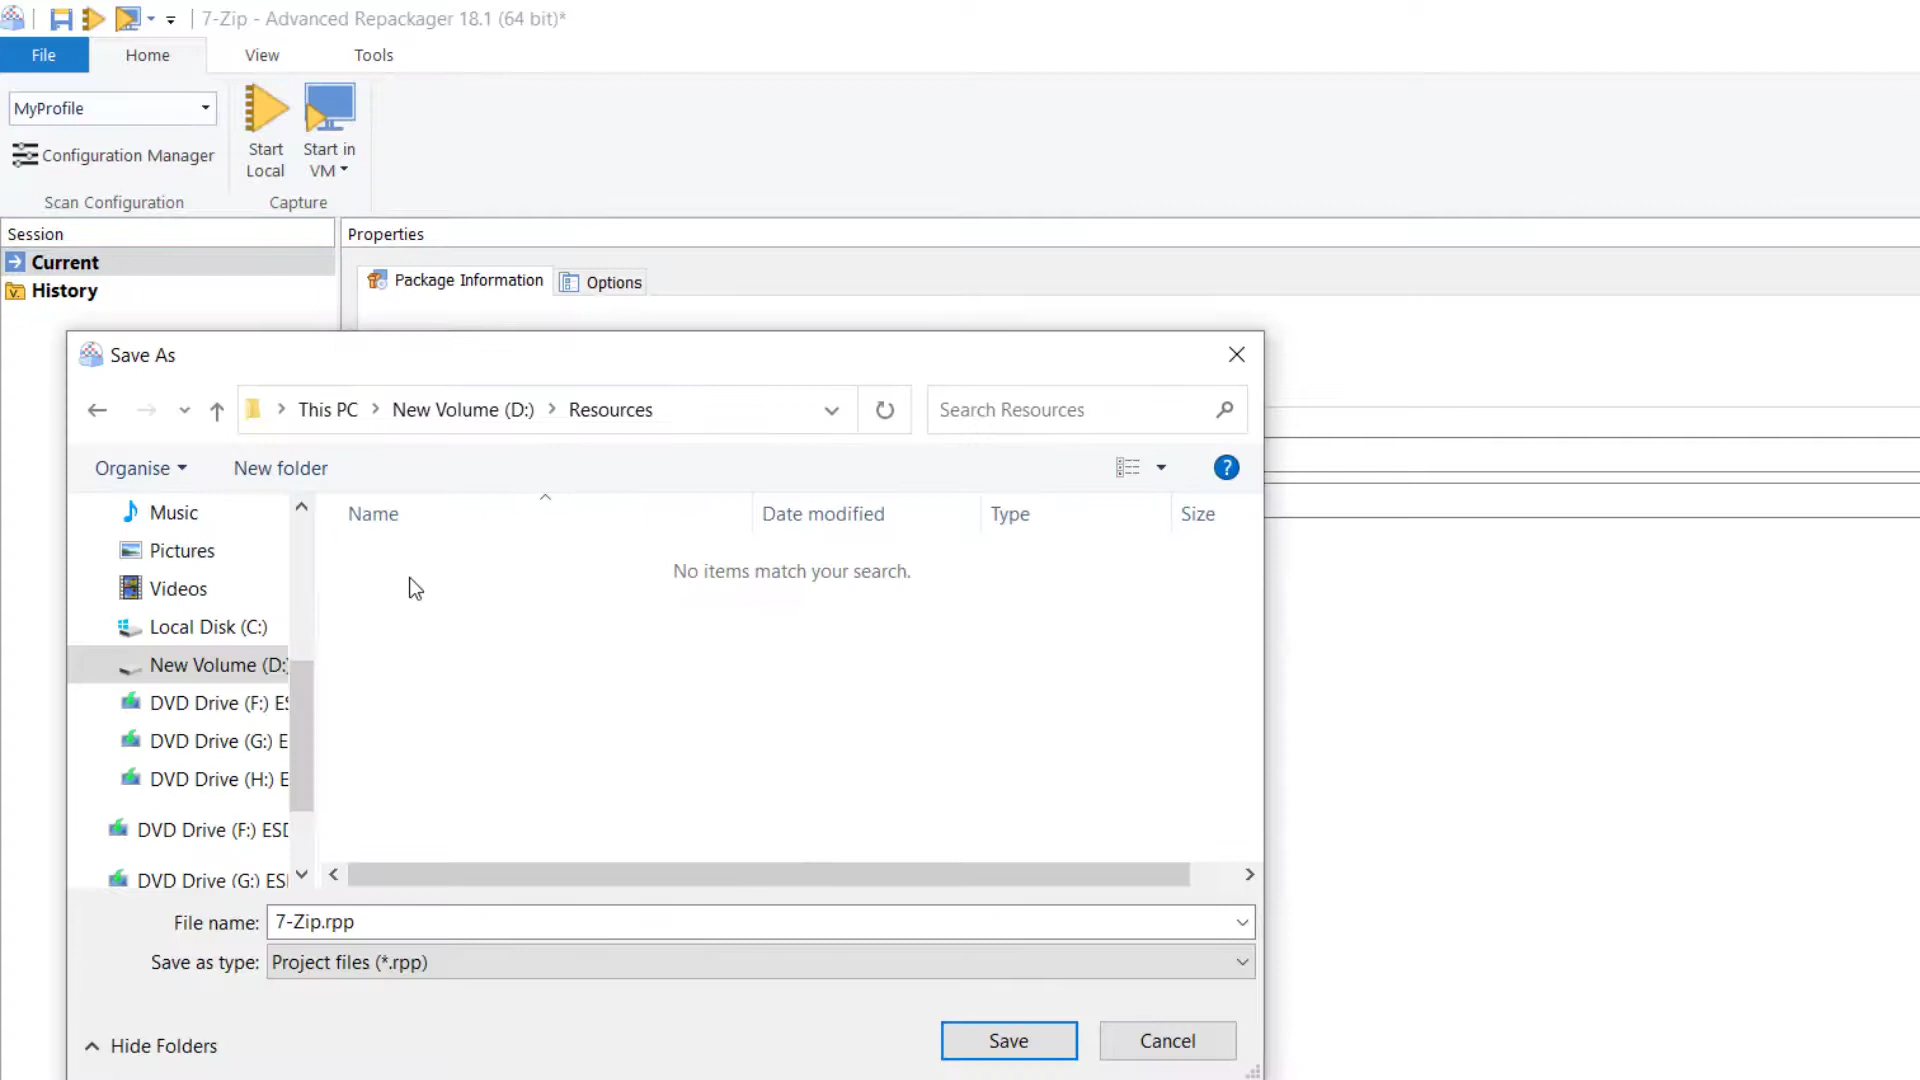 7-Zip - Advanced Repackager 18.1 (64 bit)*
File Home View Tools
MyProfile
Configuration Manager
Scan Configuration
Start Local
Start in VM
Capture
Session
Current
History
Properties
Package Information Options
Save As
This PC New Volume (D:) Resources
Search Resources
Organise New folder
?
Name Date modified Type Size
No items match your search.
Music
Pictures
Videos
Local Disk (C:)
New Volume (D:
DVD Drive (F:) ES
DVD Drive (G:) E
DVD Drive (H:) E
DVD Drive (F:) ESD
DVD Drive (G:) ES
File name: 7-Zip.rpp
Save as type: Project files (*.rpp)
Hide Folders
Save Cancel